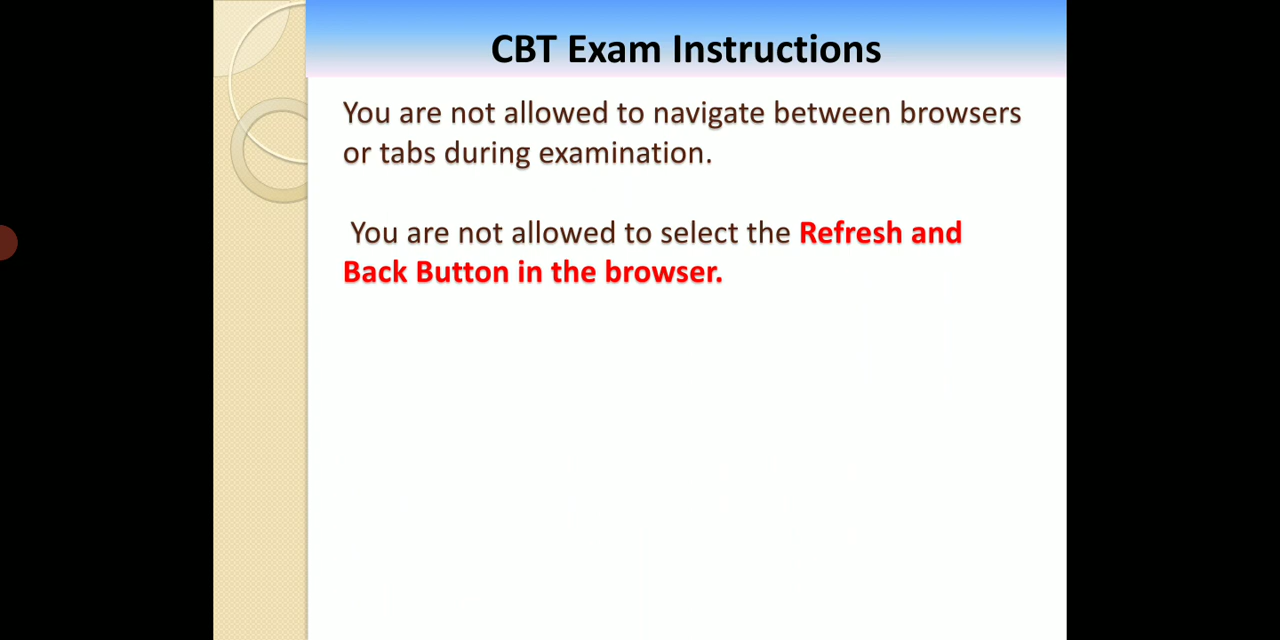 CBT Exam Instructions
You are not allowed to navigate between browsers
or tabs during examination.
You are not allowed to select the Refresh and
Back Button in the browser.